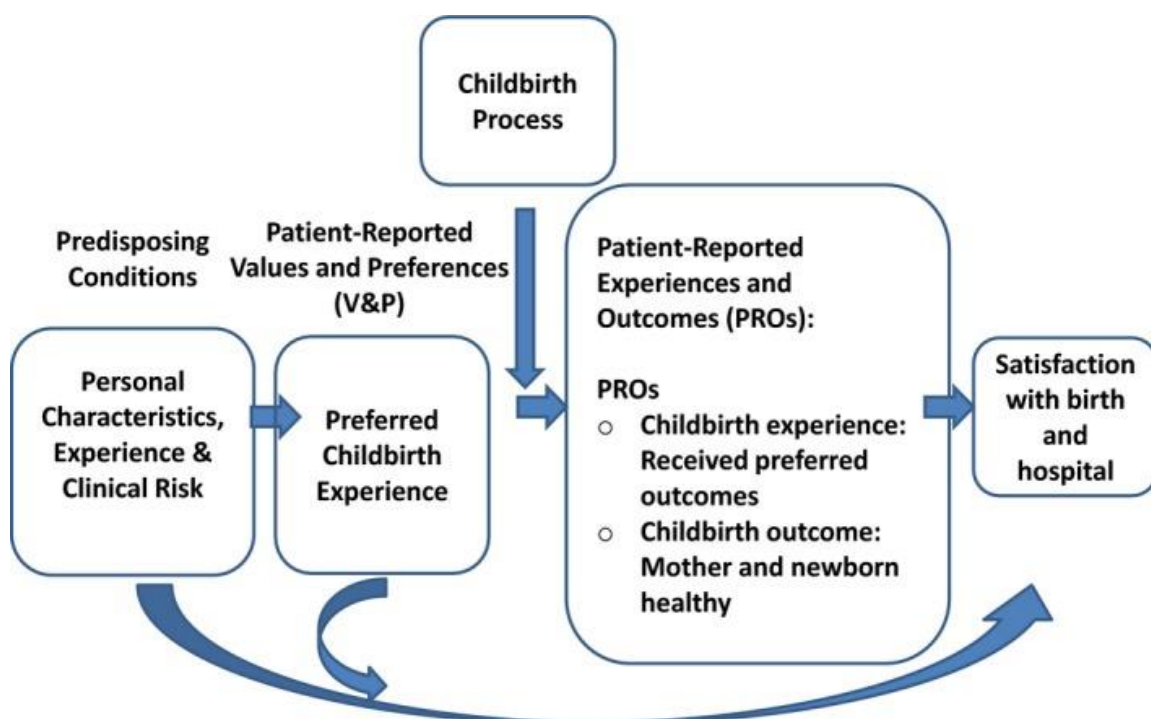 Childbirth
Process
Predisposing
Conditions
Patient-Reported
Values and Preferences
(V&P)
Personal
Characteristics,
Experience &
Clinical Risk
Preferred
Childbirth
Experience
Patient-Reported
Experiences and
Outcomes (PROs):
PROs
○ Childbirth experience:
Received preferred
outcomes
○ Childbirth outcome:
Mother and newborn
healthy
Satisfaction
with birth
and
hospital